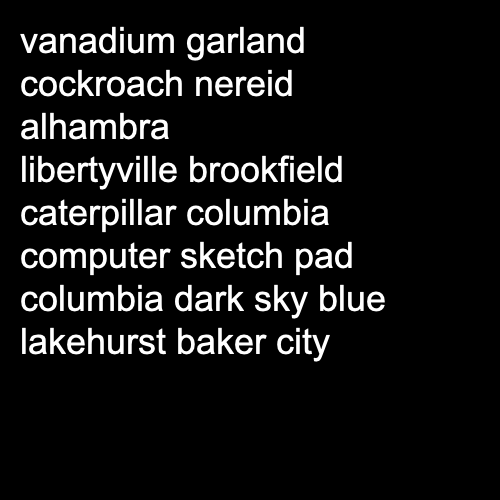 vanadium garland
cockroach nereid
alhambra
libertyville brookfield
caterpillar columbia
computer sketch pad
columbia dark sky blue
lakehurst baker city